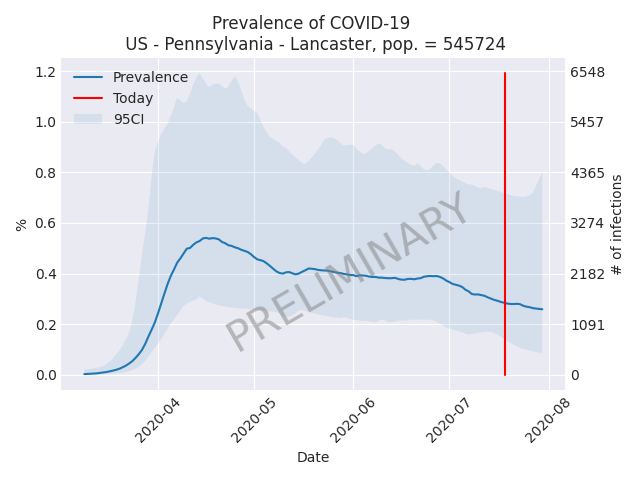 Prevalence of COVID-19
US - Pennsylvania - Lancaster, pop. = 545724
Prevalence
Today
95CI
1.2
1.0
0.8
0.6
0.4
0.2
0.0
%
6548
5457
4365
3274
2182
1091
0
# of infections
PRELIMINARY
2020-04
2020-05
2020-06
2020-07
2020-08
Date